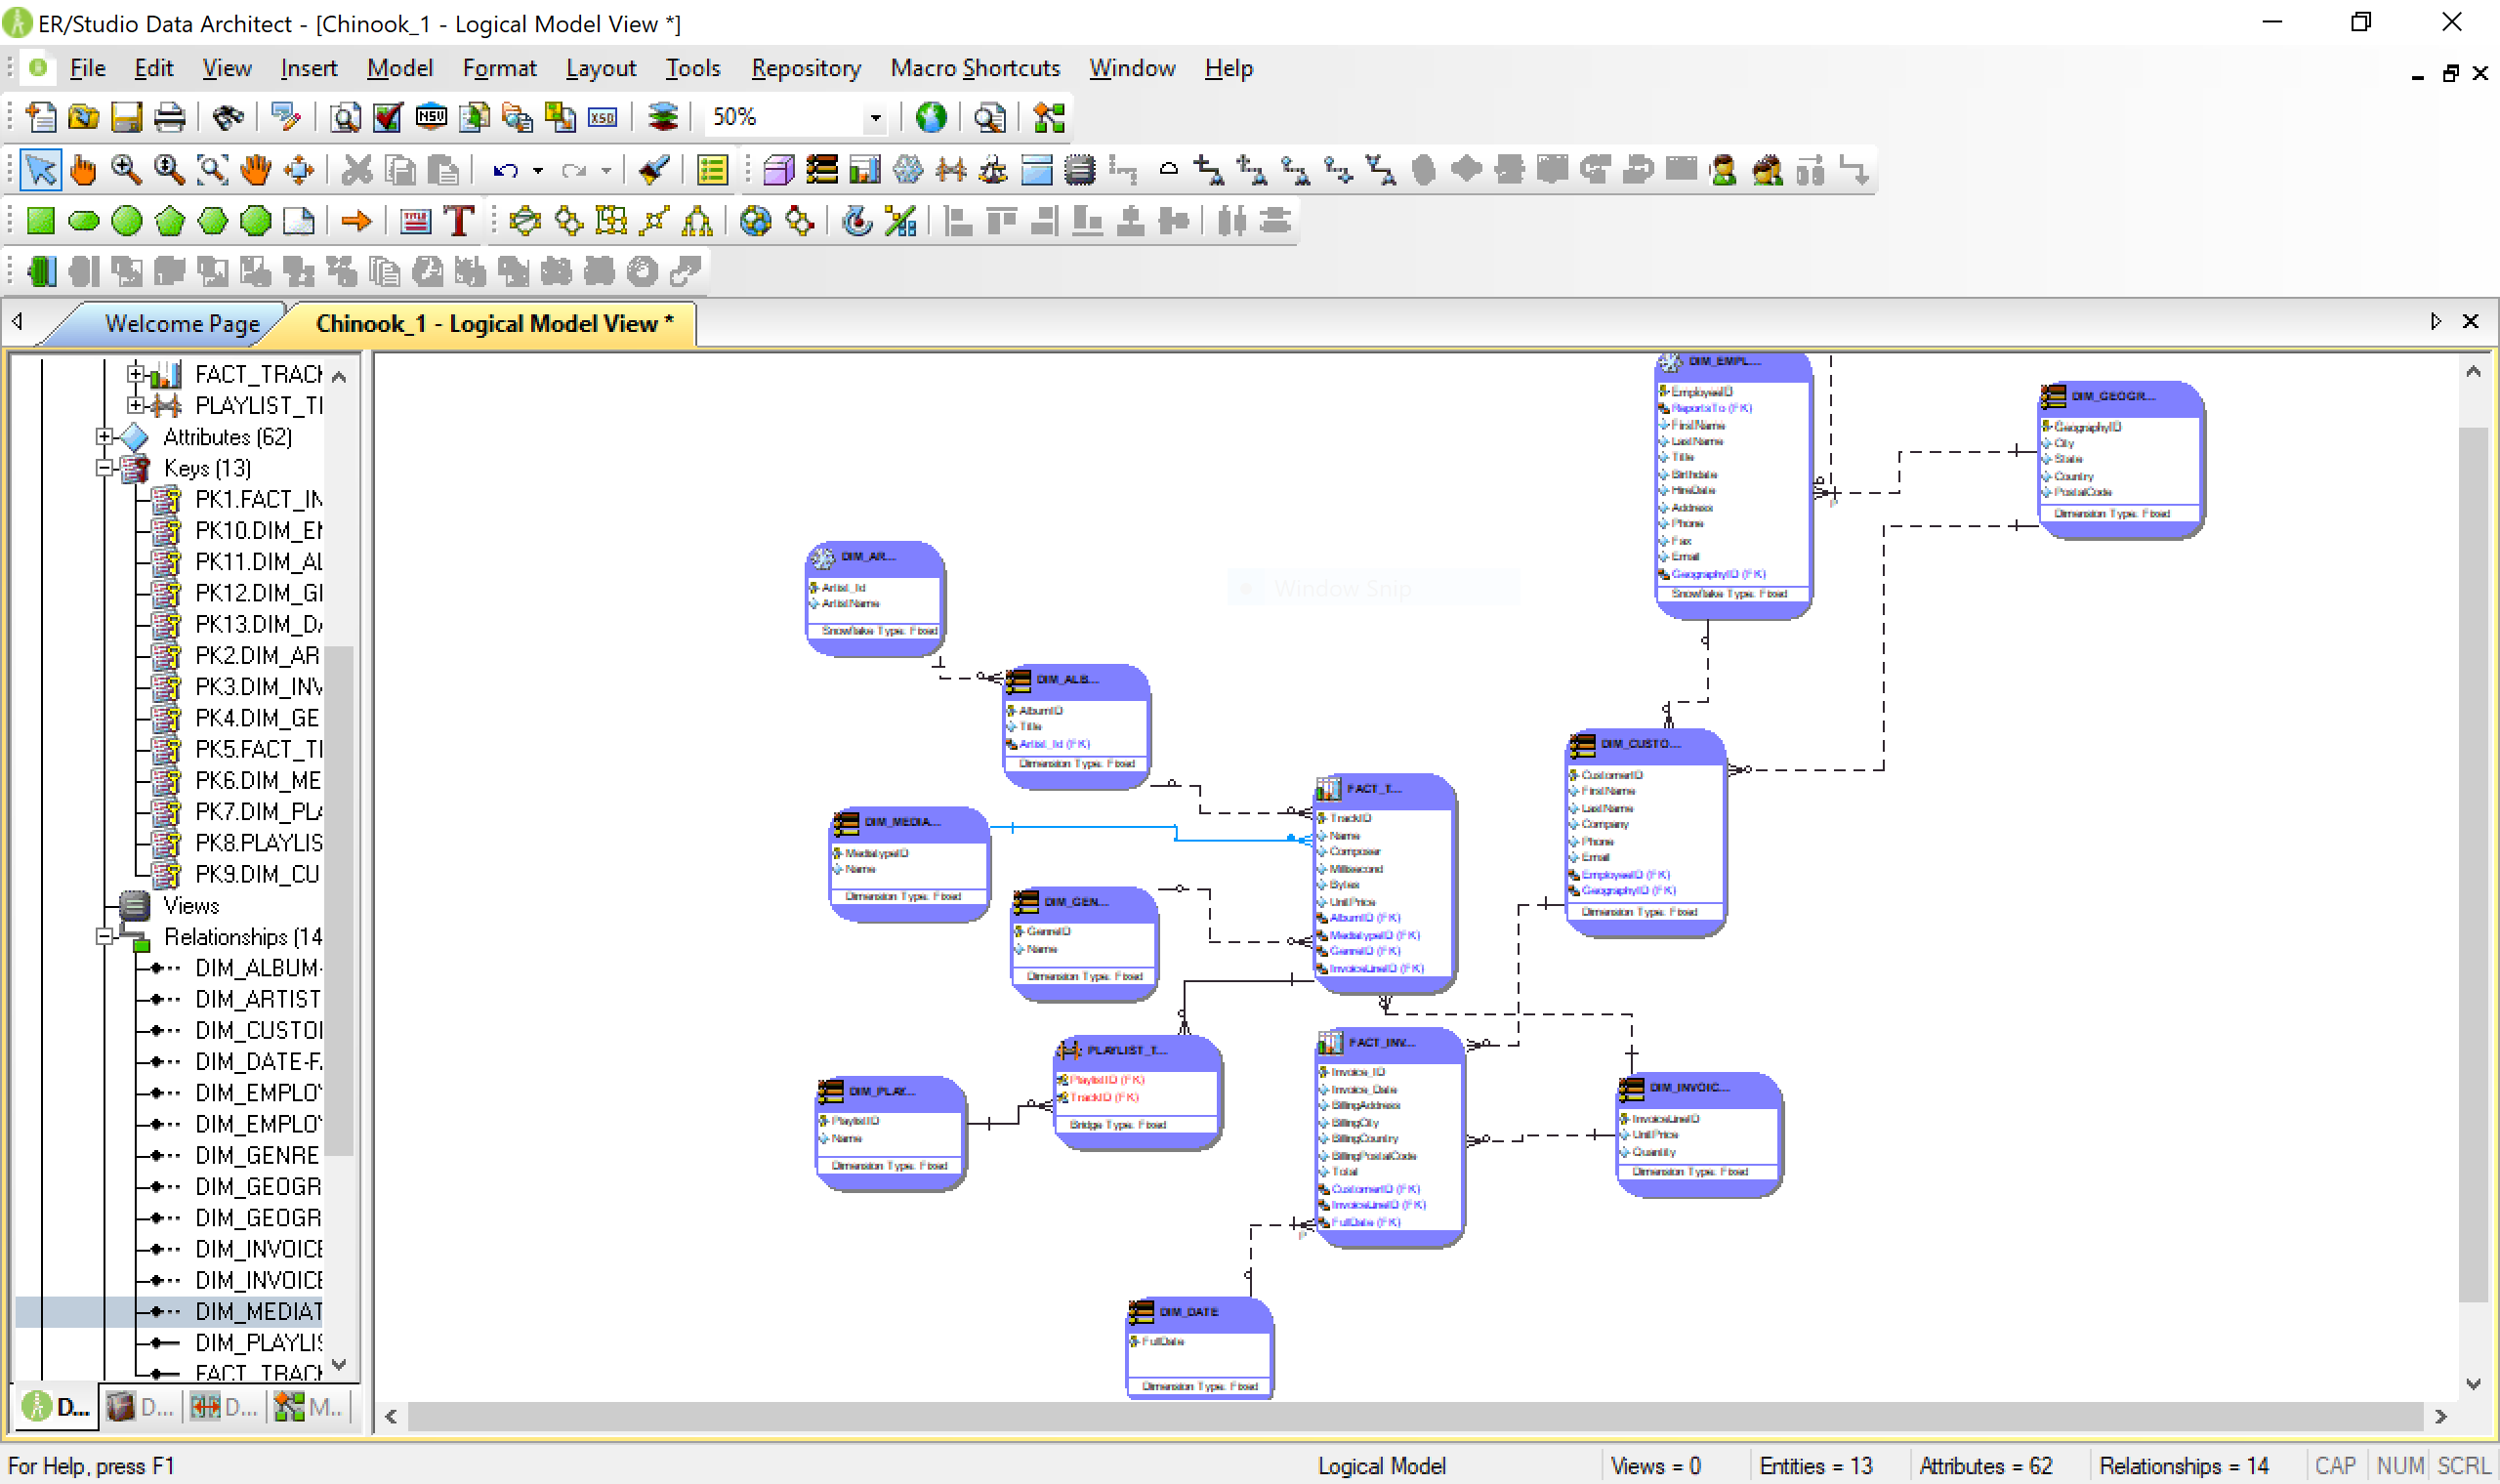 ER/Studio Data Architect - [Chinook_1 - Logical Model View *]
File Edit View Insert Model Format Layout Tools Repository Macro Shortcuts Window Help
NSV XSD 50%
Welcome Page Chinook_1 - Logical Model View *
FACT_TRAC
PLAYLIST_T
Attributes (62)
Keys (13)
PK1.FACT_IN
PK10.DIM_E
PK11.DIM_AL
PK12.DIM_G
PK13.DIM_D
PK2.DIM_AR
PK3.DIM_INV
PK4.DIM_GE
PK5.FACT_T
PK6.DIM_ME
PK7.DIM_PL
PK8.PLAYLIS
PK9.DIM_CU
Views
Relationships (14
DIM_ALBUM-
DIM_ARTIST
DIM_CUSTO
DIM_DATE-F
DIM_EMPLO
DIM_EMPLO
DIM_GENRE
DIM_GEOGR
DIM_GEOGR
DIM_INVOICE
DIM_INVOICE
DIM_MEDIAT
DIM_PLAYLIS
FACT_TRAC
D... D... D... M..
DIM_EMPL...
EmployeeID
ReportsTo (FK)
FirstName
LastName
Title
Birthdate
HireDate
Address
Phone
Fax
Email
GeographyID (FK)
Snowflake Type: Fixed
DIM_GEOGR...
GeographyID
City
State
Country
PostalCode
Dimension Type: Fixed
Window Snip
DIM_AR...
Artist_Id
ArtistName
Snowflake Type: Fixed
DIM_ALB...
AlbumID
Title
Artist_Id (FK)
Dimension Type: Fixed
DIM_MEDIA...
MediatypeID
Name
Dimension Type: Fixed
DIM_GEN...
GenreID
Name
Dimension Type: Fixed
FACT_T...
TrackID
Name
Composer
Millisecond
Bytes
UnitPrice
AlbumID (FK)
MediatypeID (FK)
GenreID (FK)
InvoiceLineID (FK)
DIM_CUSTO...
CustomerID
FirstName
LastName
Company
Phone
Email
EmployeeID (FK)
GeographyID (FK)
Dimension Type: Fixed
PLAYLIST_T...
PlaylistID (FK)
TrackID (FK)
Bridge Type: Fixed
DIM_PLAY...
PlaylistID
Name
Dimension Type: Fixed
FACT_INV...
Invoice_ID
Invoice_Date
BillingAddress
BillingCity
BillingCountry
BillingPostalCode
Total
CustomerID (FK)
InvoiceLineID (FK)
FullDate (FK)
DIM_INVOIC...
InvoiceLineID
UnitPrice
Quantity
Dimension Type: Fixed
DIM_DATE
FullDate
Dimension Type: Fixed
For Help, press F1 Logical Model Views = 0 Entities = 13 Attributes = 62 Relationships = 14 CAP NUM SCRL